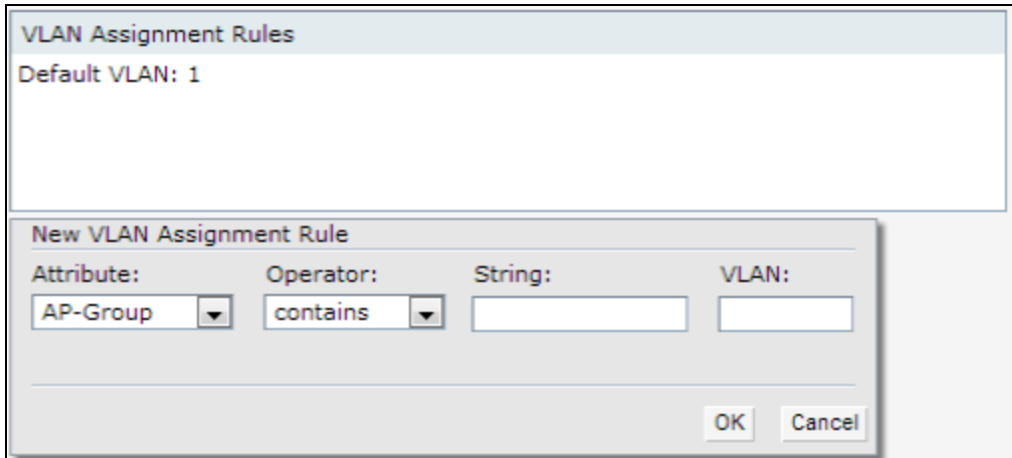 VLAN Assignment Rules
Default VLAN: 1
New VLAN Assignment Rule
Attribute: Operator: String: VLAN:
AP-Group contains
OK Cancel